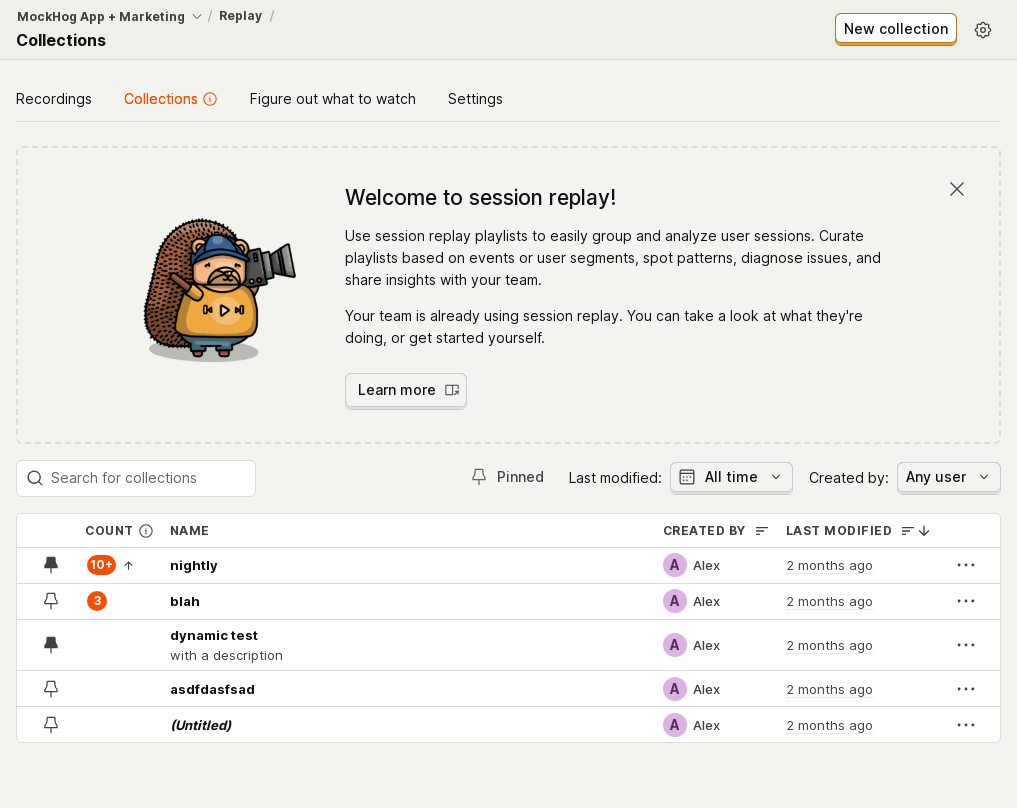 MockHog App + Marketing / Replay /
Collections
New collection
Recordings
Collections
Figure out what to watch
Settings
Welcome to session replay!
Use session replay playlists to easily group and analyze user sessions. Curate
playlists based on events or user segments, spot patterns, diagnose issues, and
share insights with your team.
Your team is already using session replay. You can take a look at what they're
doing, or get started yourself.
Learn more
Search for collections
Pinned
Last modified:
All time
Created by:
Any user
COUNT NAME CREATED BY LAST MODIFIED
10+ nightly A Alex 2 months ago
3 blah A Alex 2 months ago
dynamic test
with a description
A Alex 2 months ago
asdfdasfsad A Alex 2 months ago
(Untitled) A Alex 2 months ago